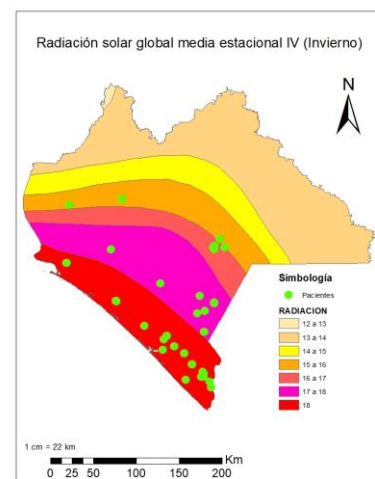 Radiación solar global media estacional IV (Invierno)
N
Simbología
Pacientes
RADIACION
12 a 13
13 a 14
14 a 15
15 a 16
16 a 17
17 a 18
18
1 cm = 22 km
Km
0 25 50 100 150 200